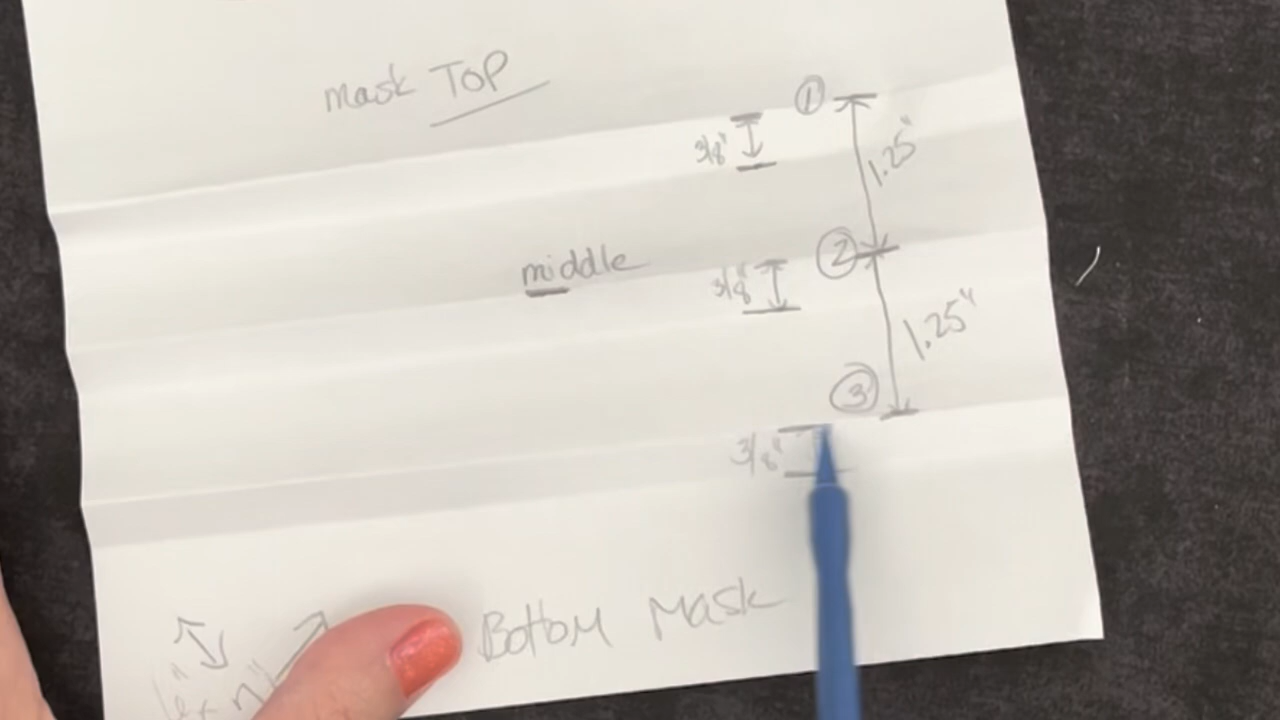 mask TOP
①
3/8"
1.25"
②
middle
3/8"
1.25"
③
3/8"
Bottom Mask